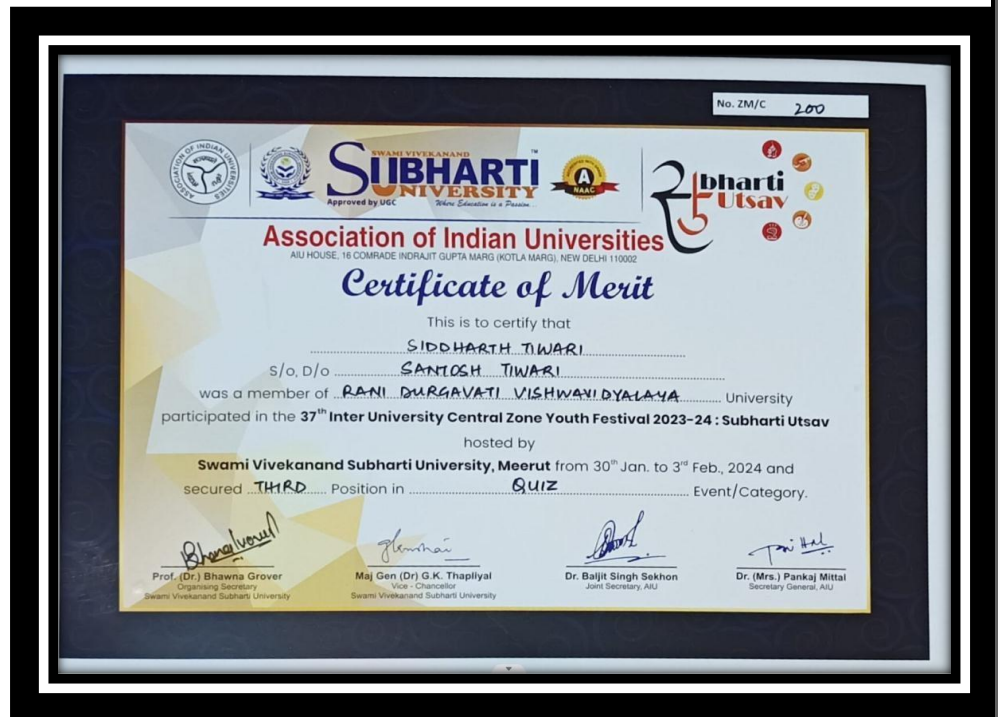 No. ZM/C 200
ASSOCIATION OF INDIAN UNIVERSITIES
SWAMI VIVEKANAND
SUBHARTI
UNIVERSITY
Approved by UGC Where Education is a Passion...
A
NAAC
bharti
Utsav
Association of Indian Universities
AIU HOUSE, 16 COMRADE INDRAJIT GUPTA MARG (KOTLA MARG), NEW DELHI 110002
Certificate of Merit
This is to certify that
SIDDHARTH TIWARI
S/o, D/o SANTOSH TIWARI
was a member of RANI DURGAVATI VISHWAVIDYALAYA University
participated in the 37th Inter University Central Zone Youth Festival 2023-24 : Subharti Utsav
hosted by
Swami Vivekanand Subharti University, Meerut from 30th Jan. to 3rd Feb., 2024 and
secured THIRD Position in QUIZ Event/Category.
Prof. (Dr.) Bhawna Grover
Organising Secretary
Swami Vivekanand Subharti University
Maj Gen (Dr) G.K. Thapliyal
Vice - Chancellor
Swami Vivekanand Subharti University
Dr. Baljit Singh Sekhon
Joint Secretary, AIU
Dr. (Mrs.) Pankaj Mittal
Secretary General, AIU